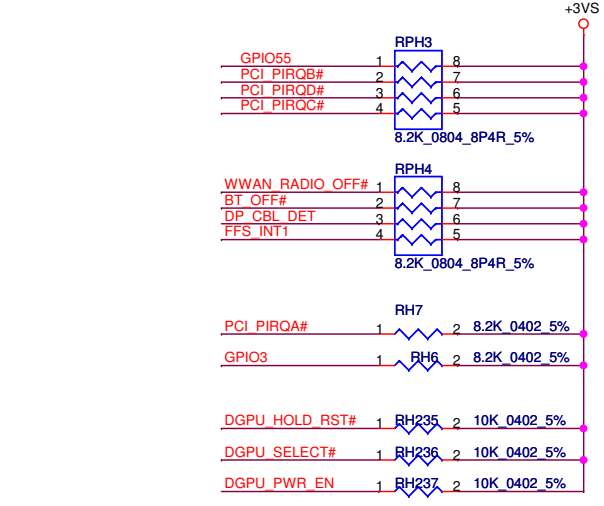 +3VS
RPH3
GPIO55 1 8
PCI_PIRQB# 2 7
PCI_PIRQD# 3 6
PCI_PIRQC# 4 5
8.2K_0804_8P4R_5%
RPH4
WWAN_RADIO_OFF# 1 8
BT_OFF# 2 7
DP_CBL_DET 3 6
FFS_INT1 4 5
8.2K_0804_8P4R_5%
RH7
PCI_PIRQA# 1 2 8.2K_0402_5%
GPIO3 1 RH6 2 8.2K_0402_5%
DGPU_HOLD_RST# 1 RH235 2 10K_0402_5%
DGPU_SELECT# 1 RH236 2 10K_0402_5%
DGPU_PWR_EN 1 RH237 2 10K_0402_5%